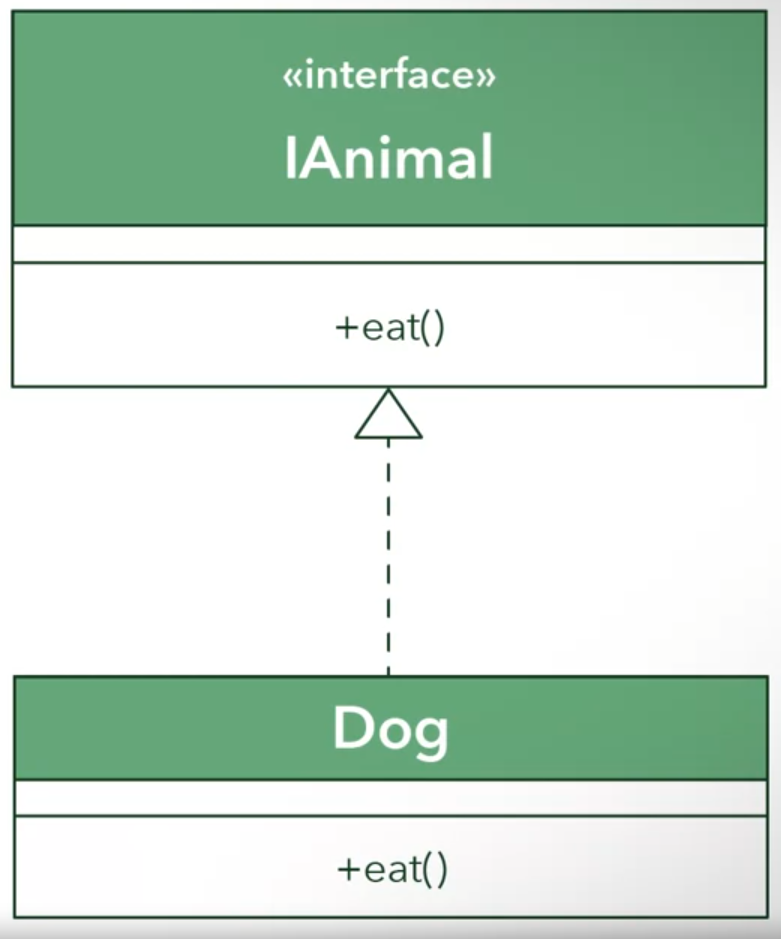 «interface»
IAnimal
+eat()
Dog
+eat()